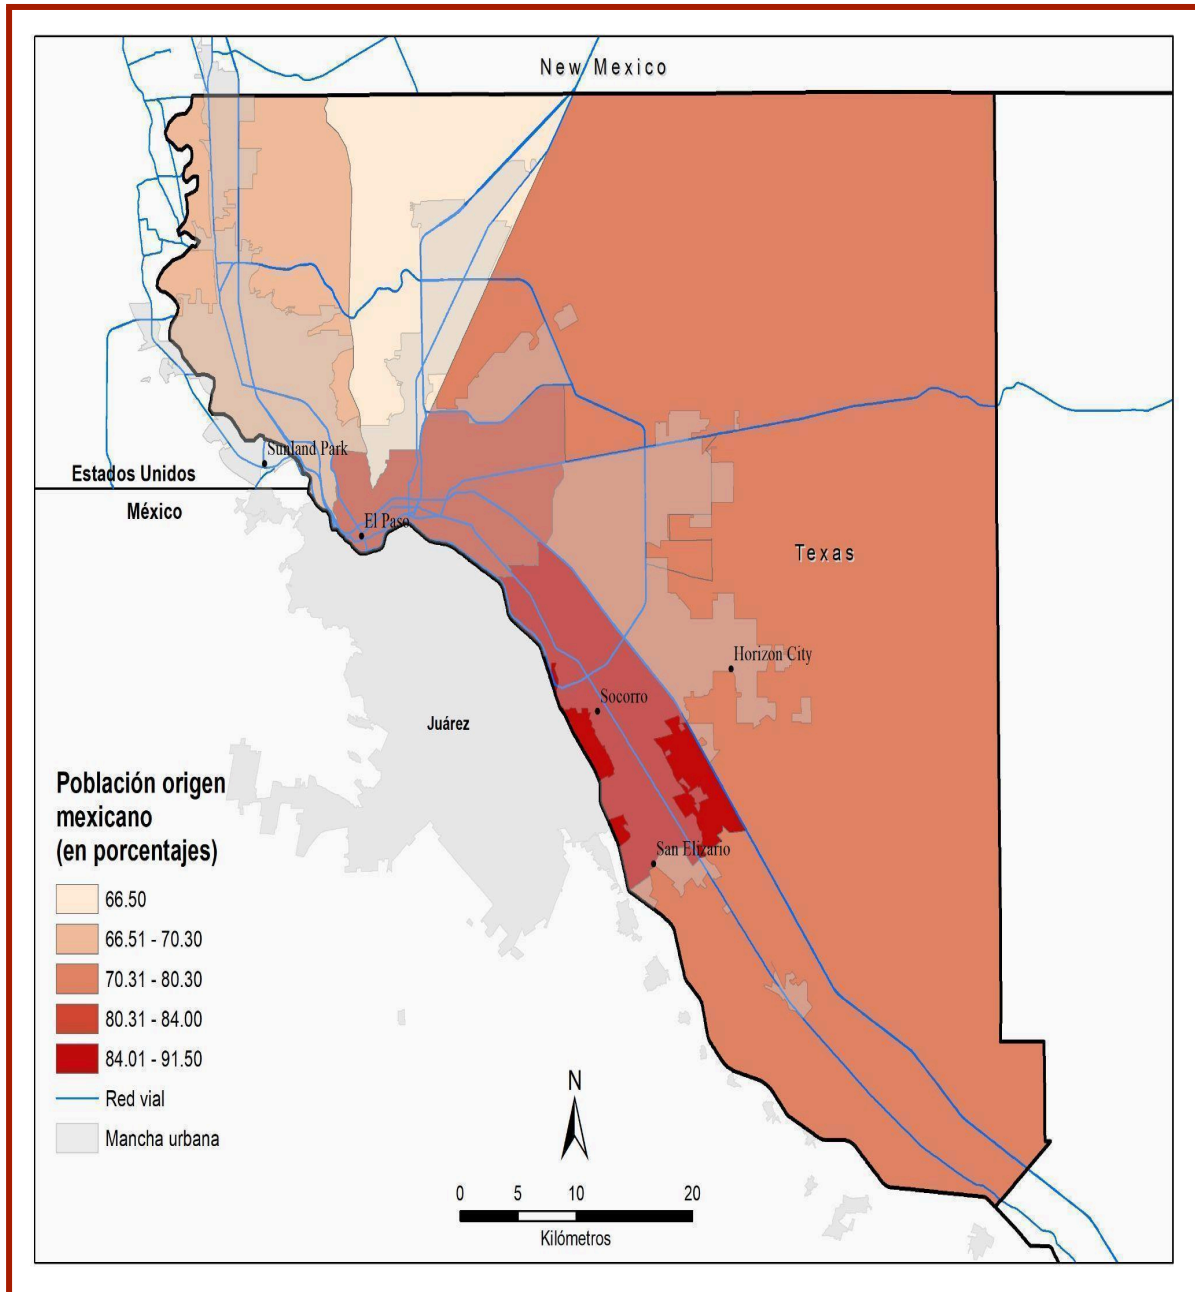 New Mexico
Sunland Park
Estados Unidos
México
El Paso
Texas
Horizon City
Socorro
Juárez
San Elizario
Población origen
mexicano
(en porcentajes)
66.50
66.51 - 70.30
70.31 - 80.30
80.31 - 84.00
84.01 - 91.50
Red vial
Mancha urbana
N
0 5 10 20
Kilómetros